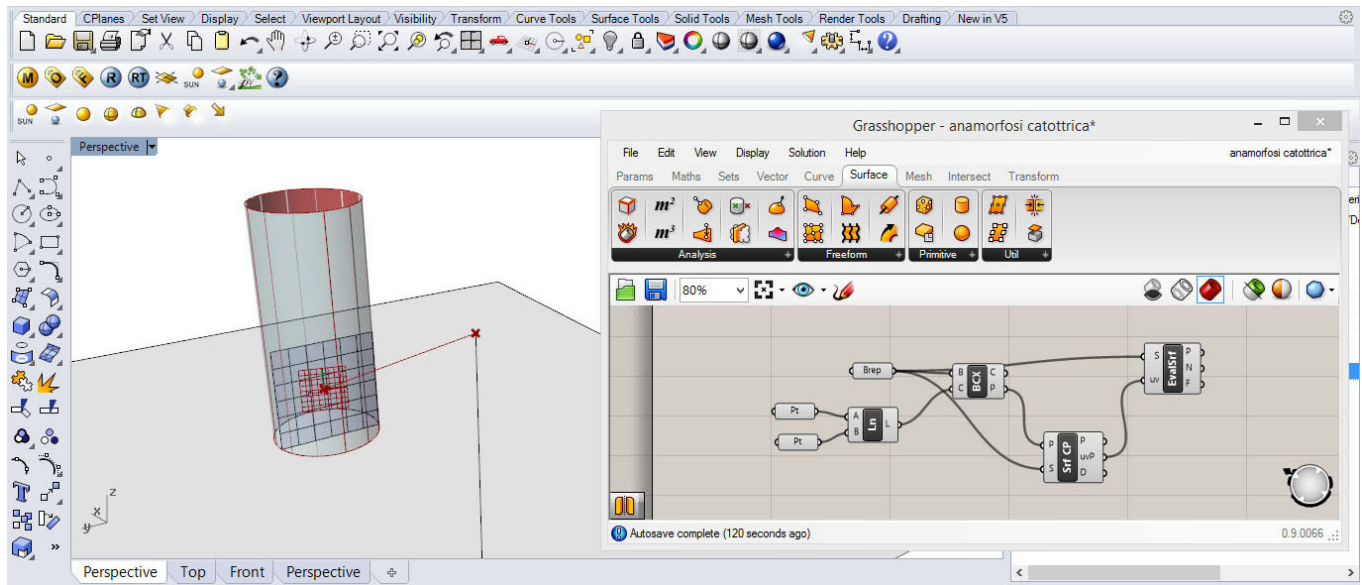 Standard CPlanes Set View Display Select Viewport Layout Visibility Transform Curve Tools Surface Tools Solid Tools Mesh Tools Render Tools Drafting New in V5
M O R RT SUN
SUN
Perspective
Grasshopper - anamorfosi catottrica*
File Edit View Display Solution Help anamorfosi catottrica*
Params Maths Sets Vector Curve Surface Mesh Intersect Transform
m²
m³
Analysis Freeform Primitive Util
80%
Brep
B C BCX C P
S uv EvalSrf P N F
Pt
A B Ln L
Pt
P S Srf CP P uvP D
z
x
y
Autosave complete (120 seconds ago) 0.9.0066
Perspective Top Front Perspective